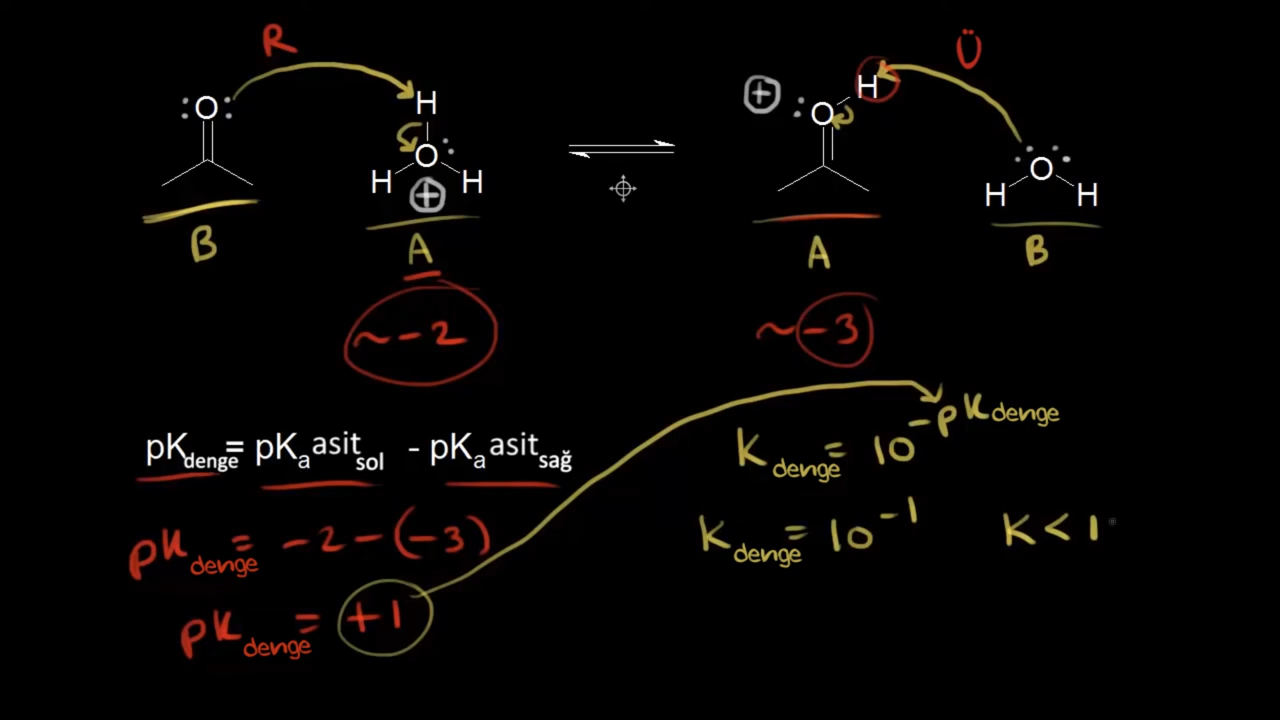 R
Ü
:O: H :O H
O: O
H H H H
+ +
B A A B
~-2 ~-3
pKdenge= pKa asitsol - pKa asitsağ
Kdenge = 10^-pKdenge
pKdenge = -2-(-3)
Kdenge = 10^-1 K < 1
pKdenge = +1